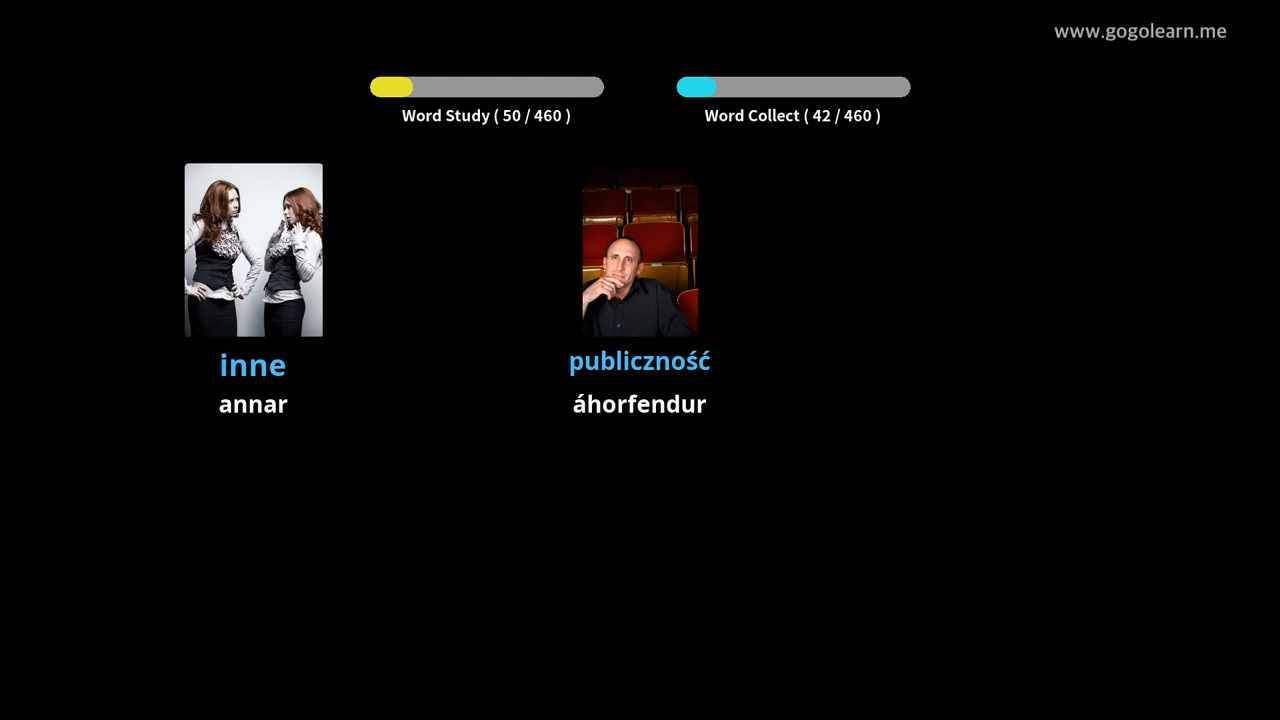 www.gogolearn.me
Word Study ( 50 / 460 )
Word Collect ( 42 / 460 )
inne
publiczność
annar
áhorfendur